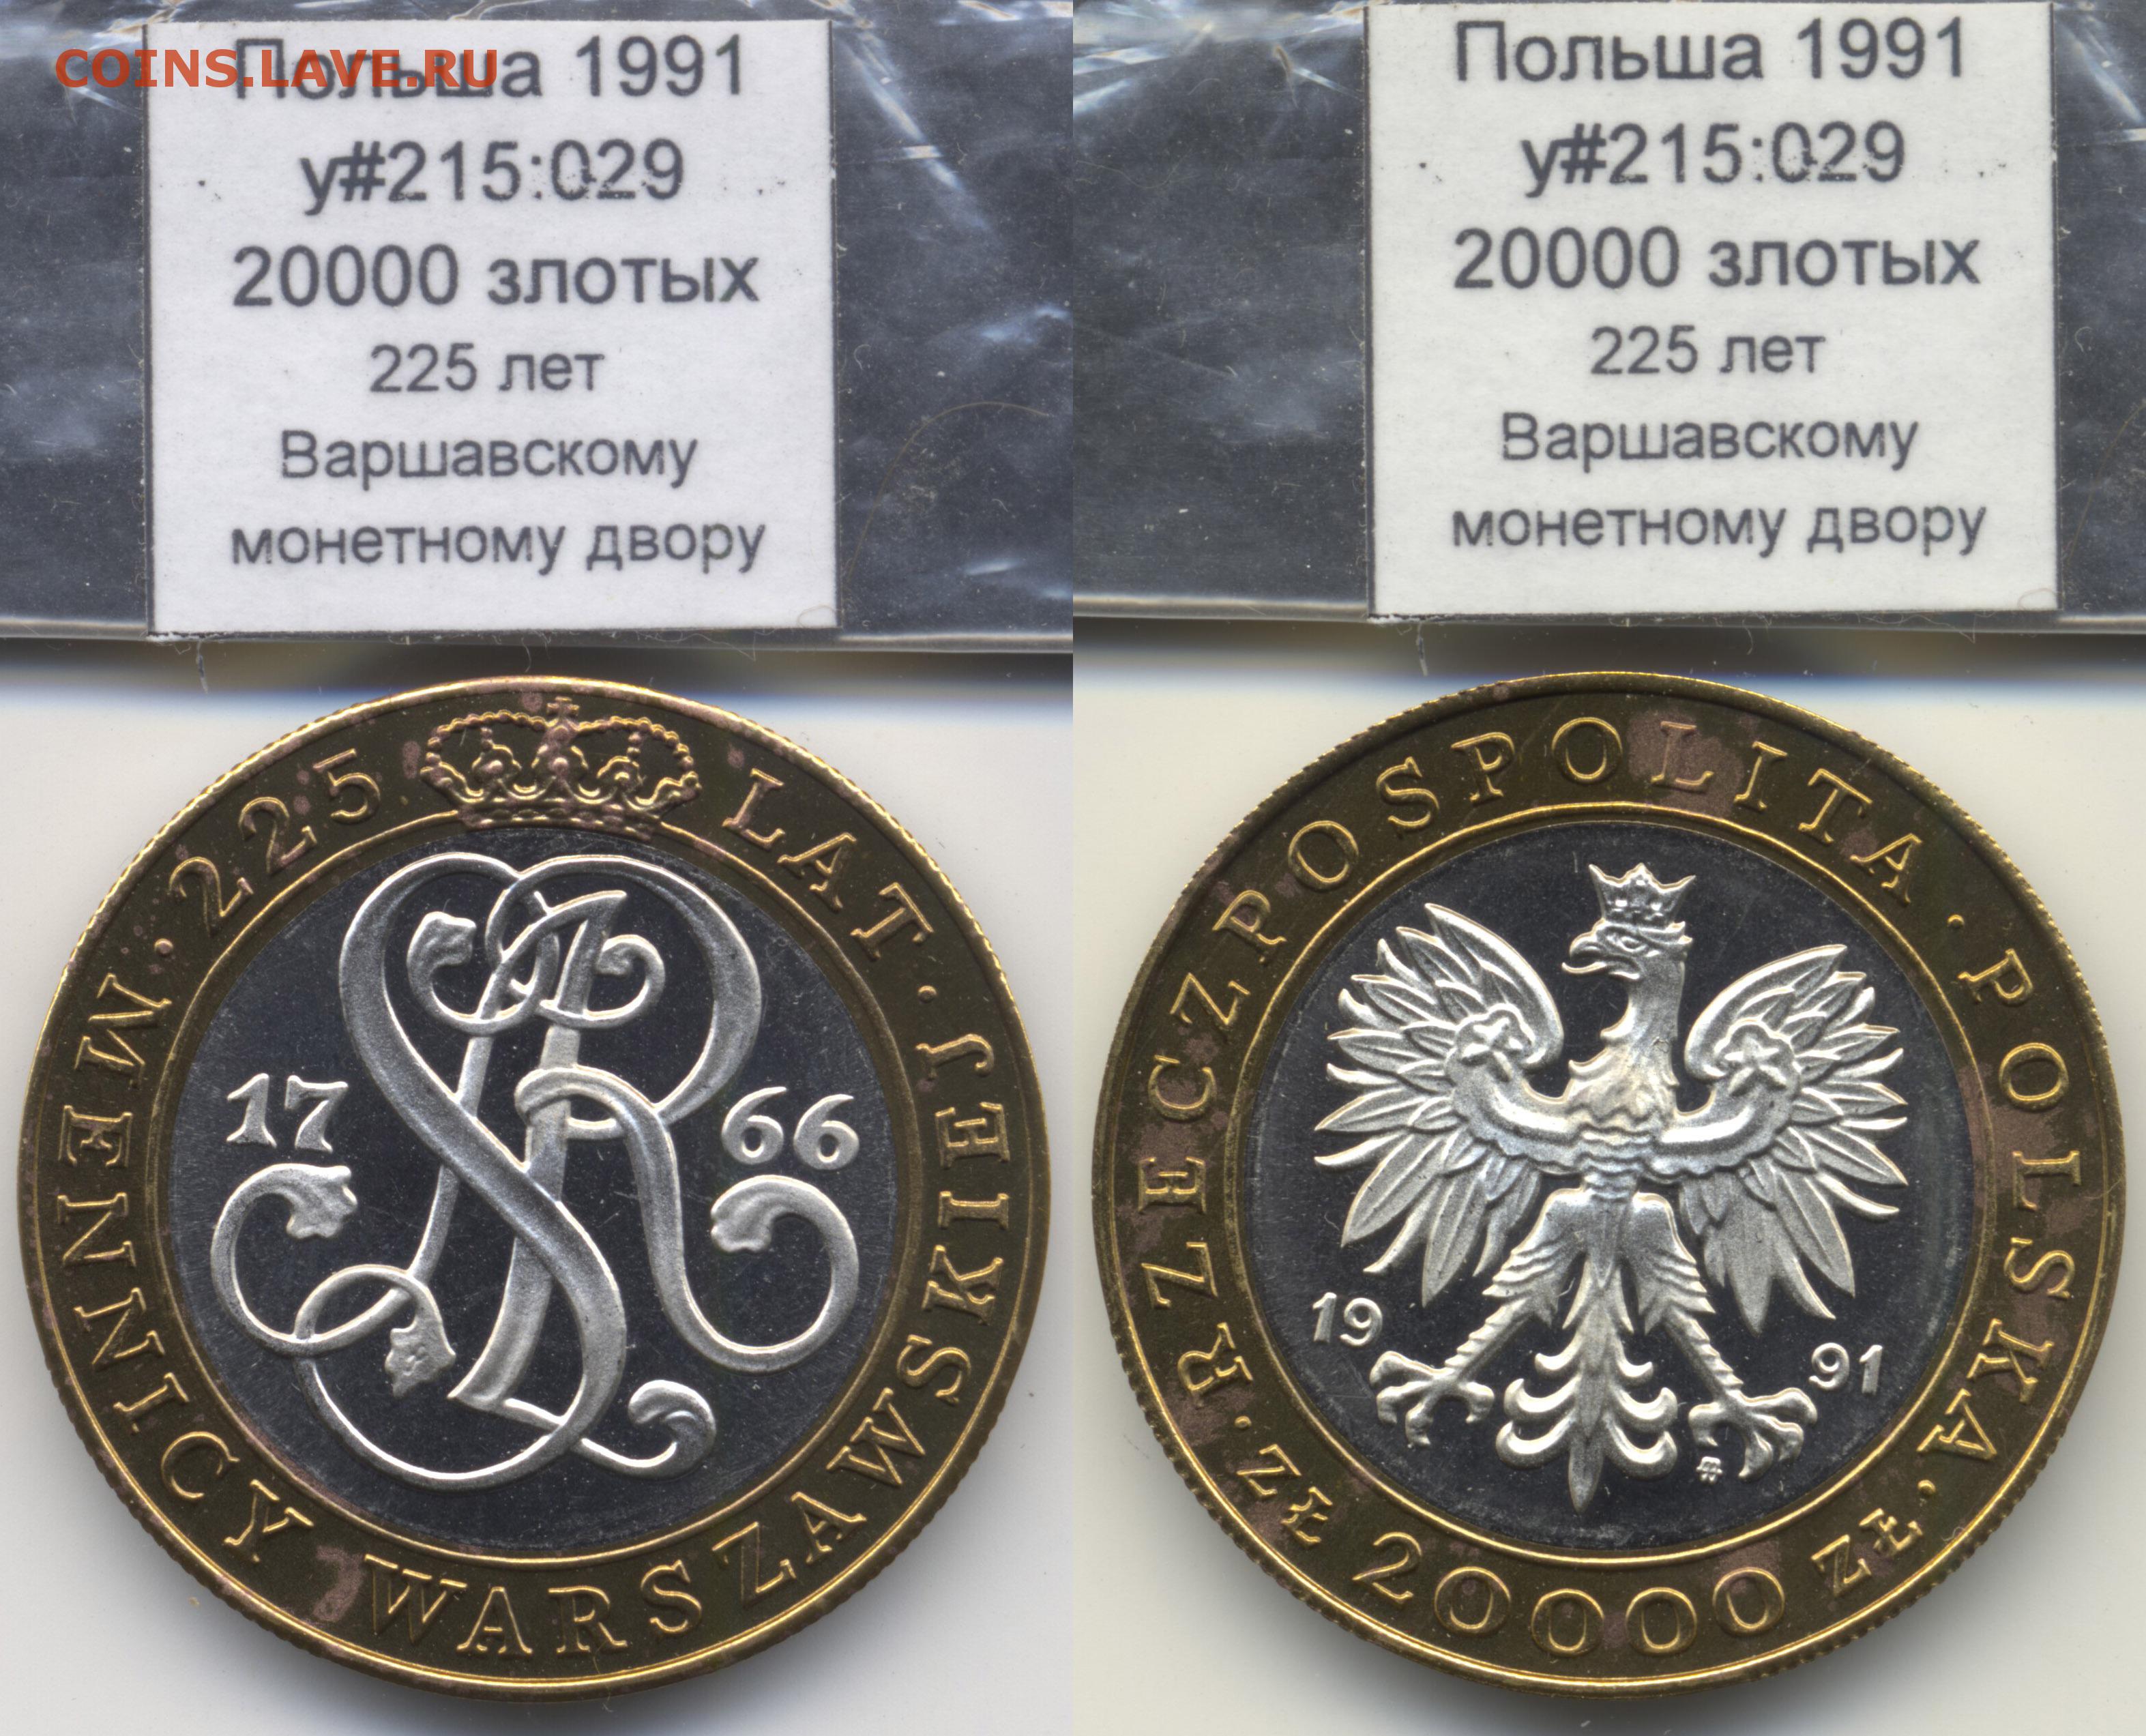 COINS.LAVE.RU
Польша 1991
y#215:029
20000 злотых
225 лет
Варшавскому
монетному двору
Польша 1991
y#215:029
20000 злотых
225 лет
Варшавскому
монетному двору
· 225 LAT ·
MENNICY WARSZAWSKIEJ
17 66
RZECZPOSPOLITA · POLSKA ·
19 91
ZŁ 20000 ZŁ